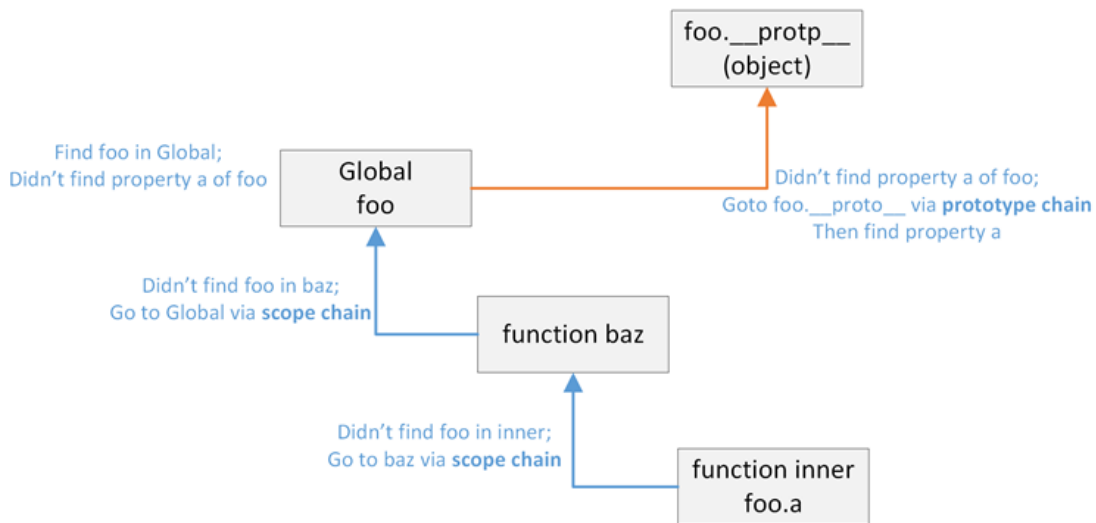 foo.__protp__
(object)
Find foo in Global;
Didn't find property a of foo
Global
foo
Didn't find property a of foo;
Goto foo.__proto__ via prototype chain
Then find property a
Didn't find foo in baz;
Go to Global via scope chain
function baz
Didn't find foo in inner;
Go to baz via scope chain
function inner
foo.a